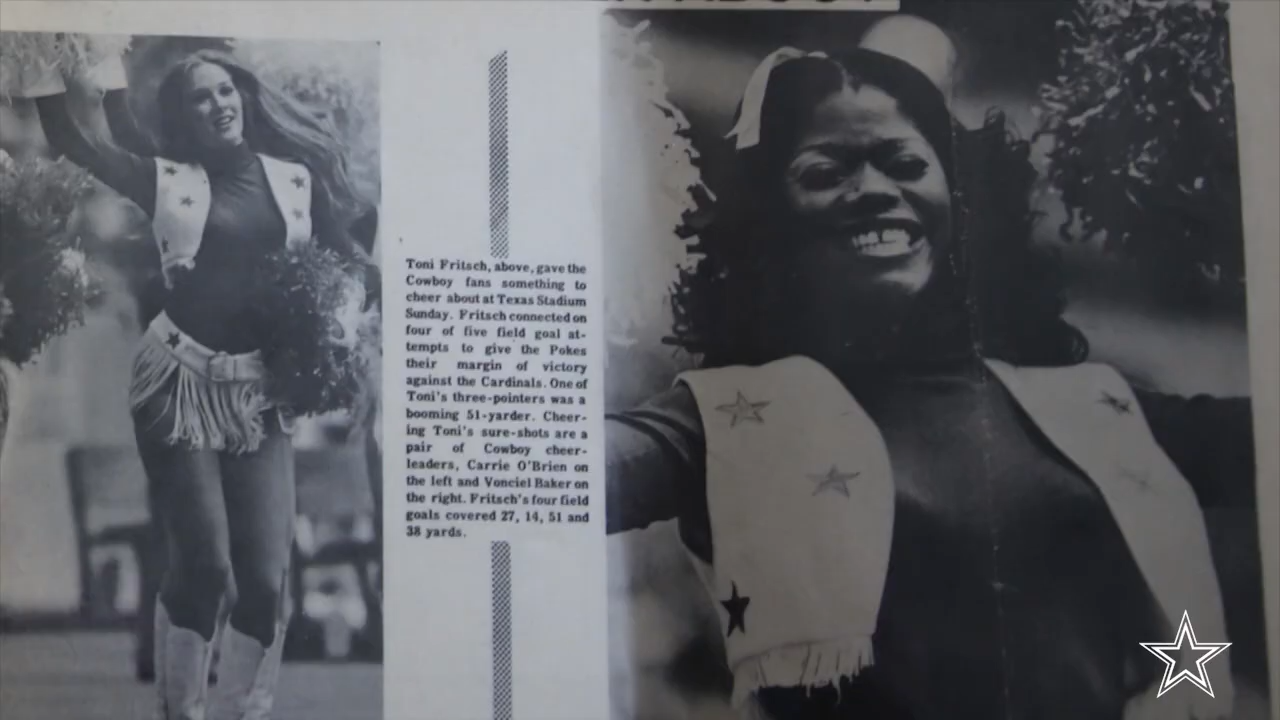 Toni Fritsch, above, gave the
Cowboy fans something to
cheer about at Texas Stadium
Sunday. Fritsch connected on
four of five field goal at-
tempts to give the Pokes
their margin of victory
against the Cardinals. One of
Toni's three-pointers was a
booming 51-yarder. Cheer-
ing Toni's sure-shots are a
pair of Cowboy cheer-
leaders, Carrie O'Brien on
the left and Vonciel Baker on
the right. Fritsch's four field
goals covered 27, 14, 51 and
38 yards.